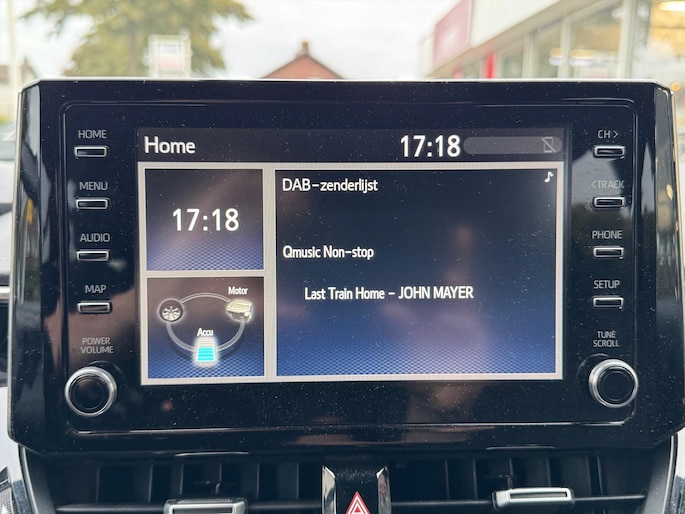 HOME
MENU
AUDIO
MAP
POWER
VOLUME
Home
17:18
17:18
Motor
Accu
DAB-zenderlijst
Qmusic Non-stop
Last Train Home - JOHN MAYER
CH>
<TRACK
PHONE
SETUP
TUNE
SCROLL